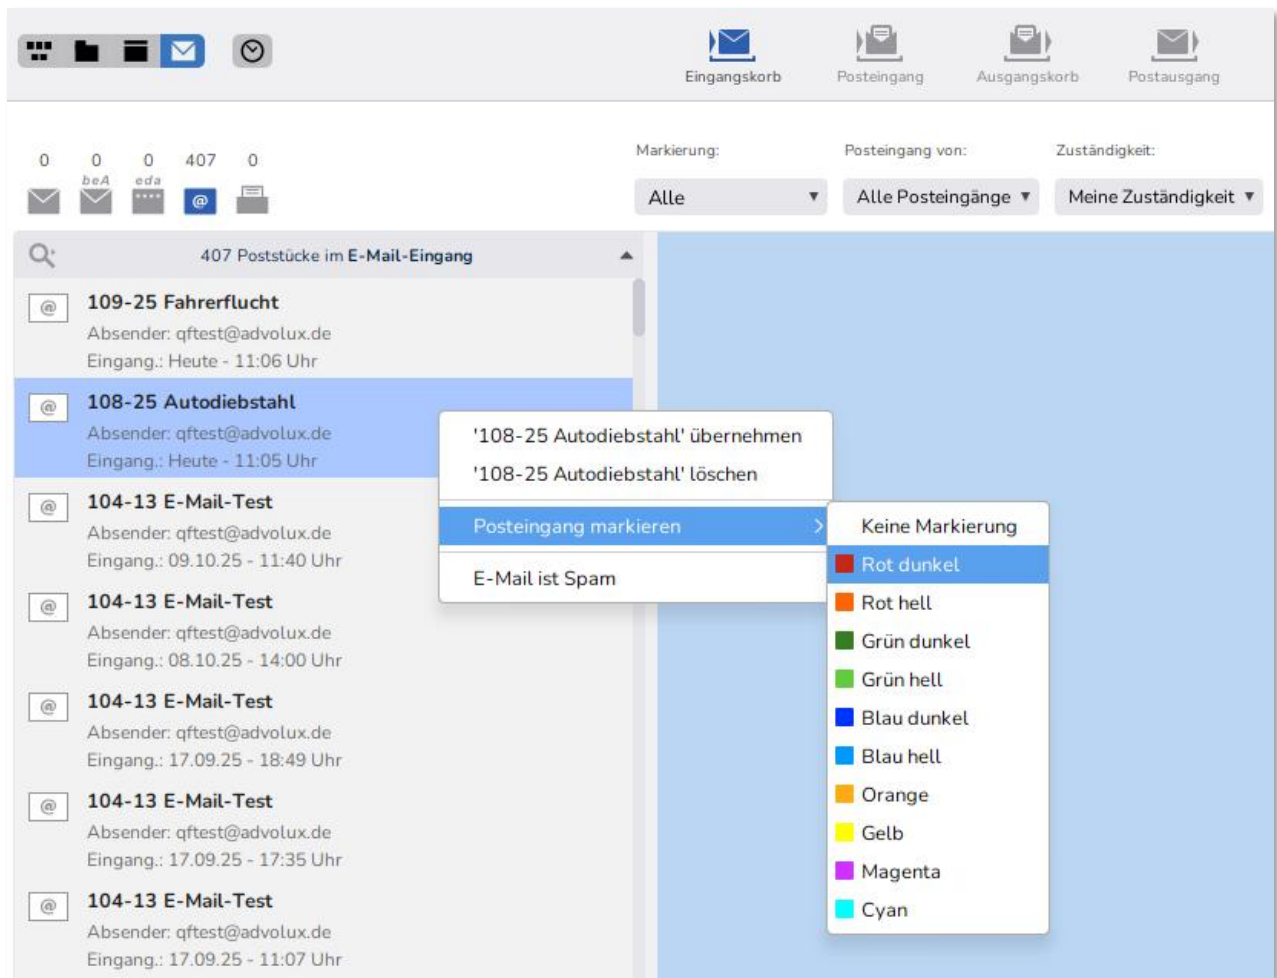 Eingangskorb
Posteingang
Ausgangskorb
Postausgang
0
0
0
407
0
beA
eda
@
Markierung:
Posteingang von:
Zuständigkeit:
Alle
Alle Posteingänge
Meine Zuständigkeit
407 Poststücke im E-Mail-Eingang
@
109-25 Fahrerflucht
Absender: qftest@advolux.de
Eingang.: Heute - 11:06 Uhr
@
108-25 Autodiebstahl
Absender: qftest@advolux.de
Eingang.: Heute - 11:05 Uhr
@
104-13 E-Mail-Test
Absender: qftest@advolux.de
Eingang.: 09.10.25 - 11:40 Uhr
@
104-13 E-Mail-Test
Absender: qftest@advolux.de
Eingang.: 08.10.25 - 14:00 Uhr
@
104-13 E-Mail-Test
Absender: qftest@advolux.de
Eingang.: 17.09.25 - 18:49 Uhr
@
104-13 E-Mail-Test
Absender: qftest@advolux.de
Eingang.: 17.09.25 - 17:35 Uhr
@
104-13 E-Mail-Test
Absender: qftest@advolux.de
Eingang.: 17.09.25 - 11:07 Uhr
'108-25 Autodiebstahl' übernehmen
'108-25 Autodiebstahl' löschen
Posteingang markieren
E-Mail ist Spam
Keine Markierung
Rot dunkel
Rot hell
Grün dunkel
Grün hell
Blau dunkel
Blau hell
Orange
Gelb
Magenta
Cyan